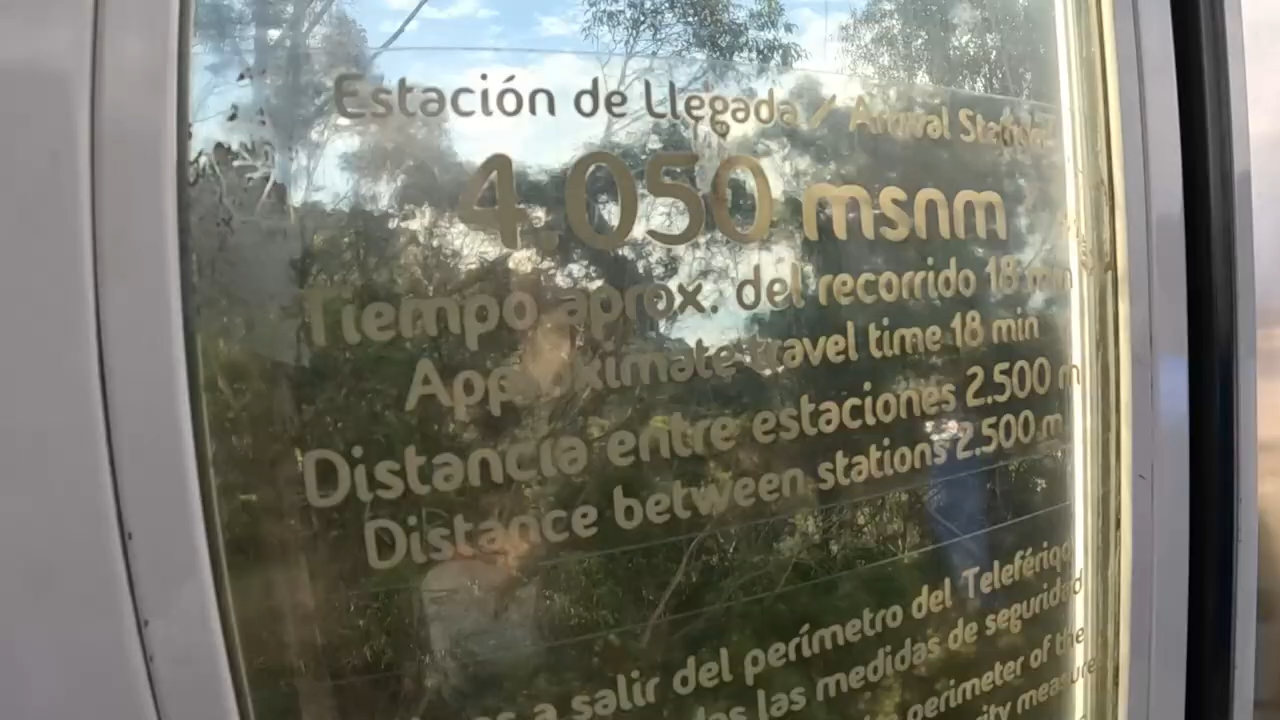 Estación de Llegada / Arrival Station
4.050 msnm
Tiempo aprox. del recorrido 18 min
Approximate travel time 18 min
Distancia entre estaciones 2.500 m
Distance between stations 2.500 m
a salir del perímetro del Teleférico
las medidas de seguridad
perimeter of the